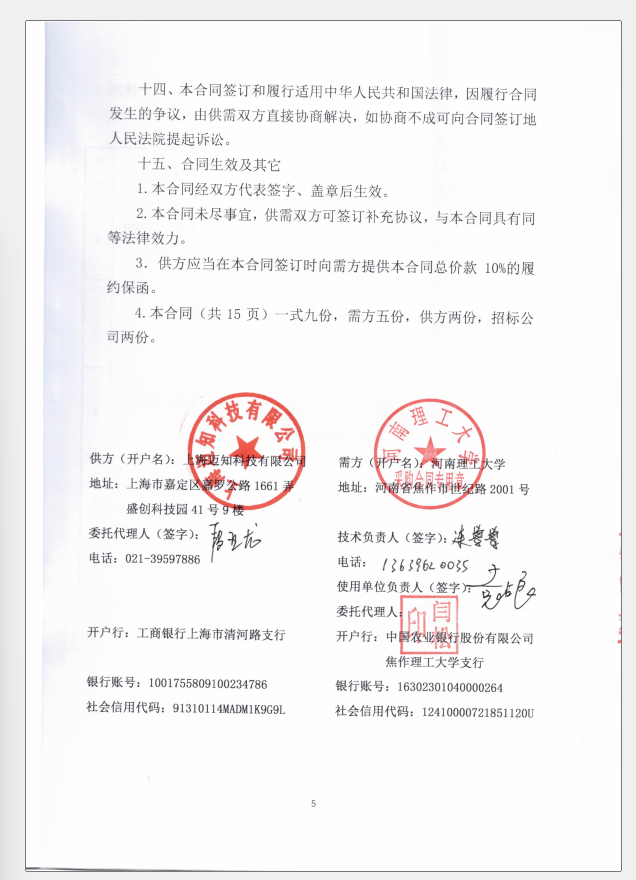 十四、本合同签订和履行适用中华人民共和国法律，因履行合同
发生的争议，由供需双方直接协商解决，如协商不成可向合同签订地
人民法院提起诉讼。
十五、合同生效及其它
1.本合同经双方代表签字、盖章后生效。
2.本合同未尽事宜，供需双方可签订补充协议，与本合同具有同
等法律效力。
3．供方应当在本合同签订时向需方提供本合同总价款 10%的履
约保函。
4.本合同（共 15 页）一式九份，需方五份，供方两份，招标公
司两份。
上海迈知科技有限公司
河南理工大学
采购合同专用章
供方（开户名）：上海迈知科技有限公司
需方（开户名）：河南理工大学
地址：上海市嘉定区嘉罗公路 1661 弄
地址：河南省焦作市世纪路 2001 号
盛创科技园 41 号 9 楼
委托代理人（签字）：
技术负责人（签字）：
电话：021-39597886
电话： 13639620035
使用单位负责人（签字）：
委托代理人：
闫松印
开户行：工商银行上海市清河路支行
开户行：中国农业银行股份有限公司
焦作理工大学支行
银行账号：1001755809100234786
银行账号：16302301040000264
社会信用代码：91310114MADM1K9G9L
社会信用代码：12410000721851120U
5